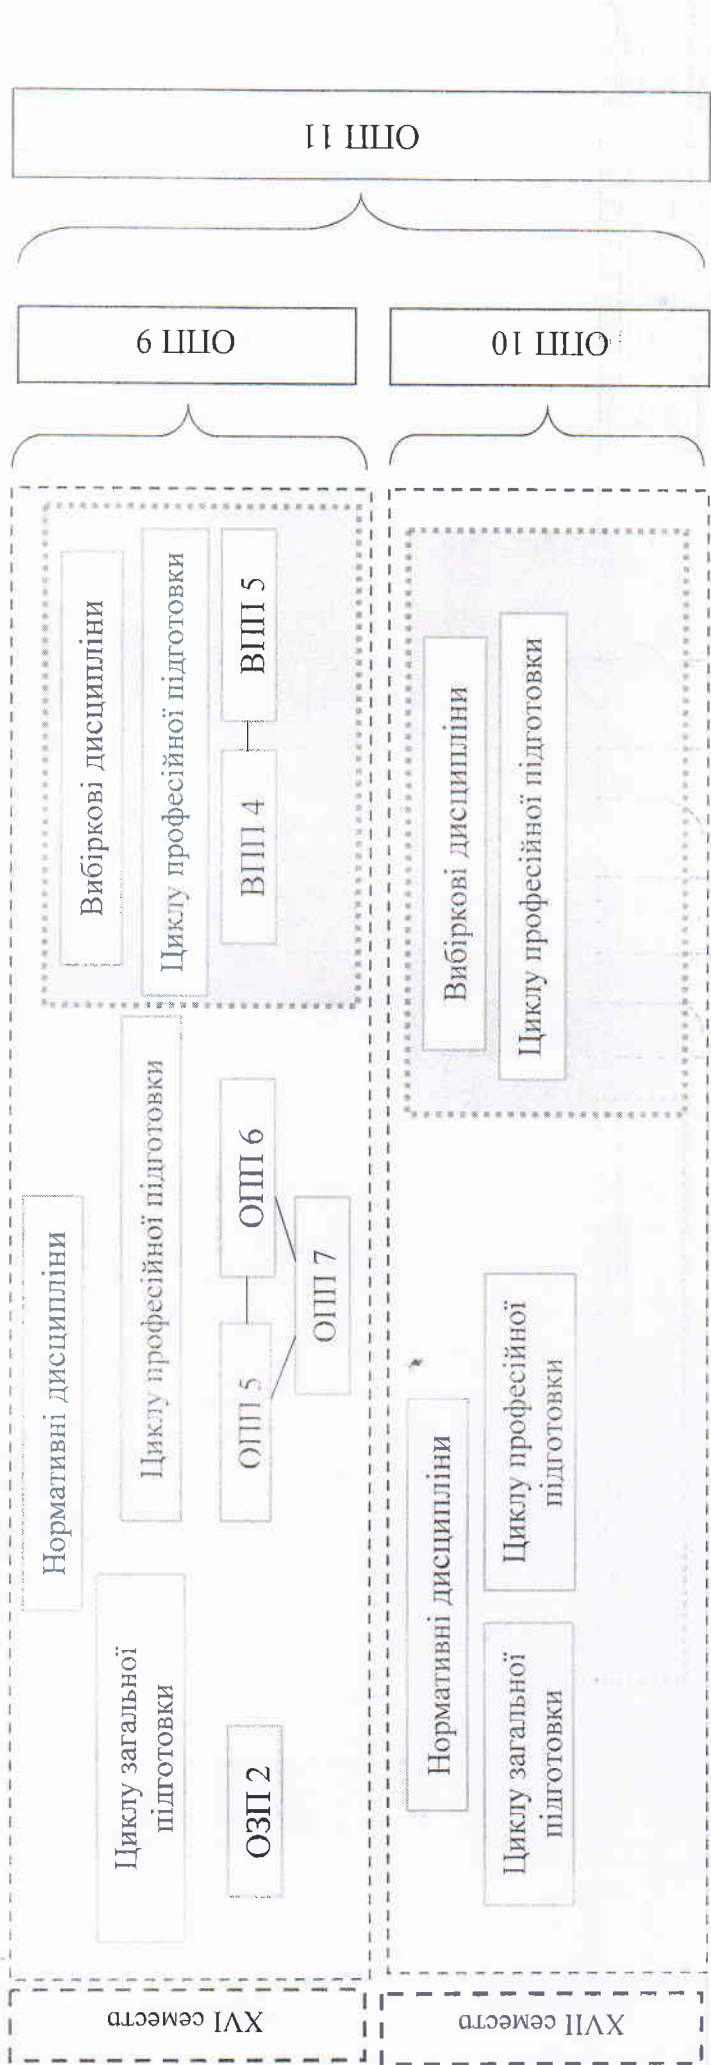 XVI семестр
Нормативні дисципліни
Циклу загальної
підготовки
ОЗП 2
Циклу професійної підготовки
ОПП 5
ОПП 6
ОПП 7
Вибіркові дисципліни
Циклу професійної підготовки
ВПП 4
ВПП 5
ОПП 9
XVII семестр
Нормативні дисципліни
Циклу загальної
підготовки
Циклу професійної
підготовки
Вибіркові дисципліни
Циклу професійної підготовки
ОПП 10
ОПП 11